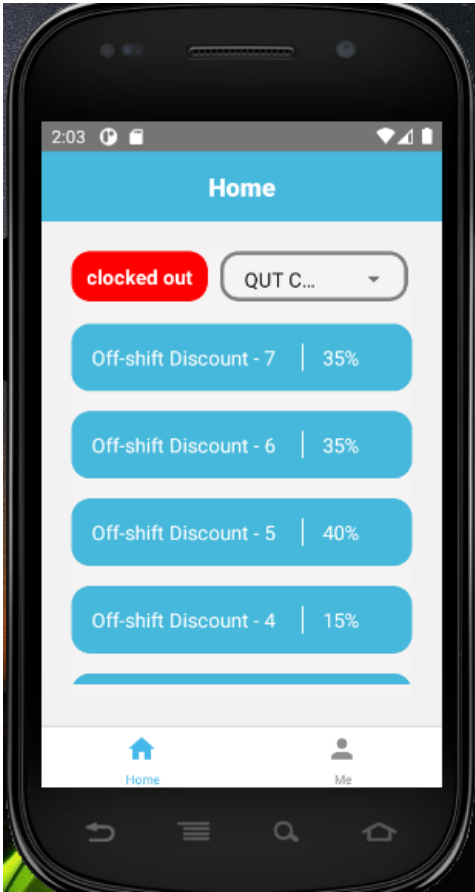 2:03
Home
clocked out
QUT C...
Off-shift Discount - 7 35%
Off-shift Discount - 6 35%
Off-shift Discount - 5 40%
Off-shift Discount - 4 15%
Home Me